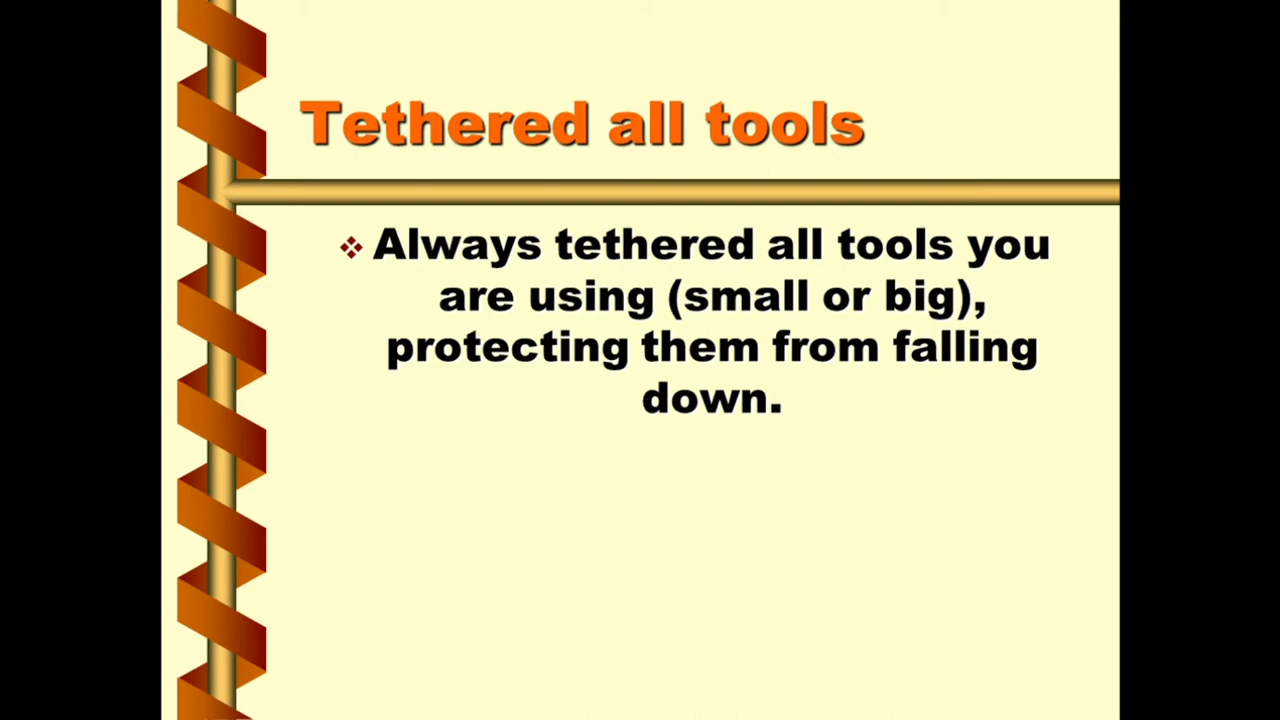 Tethered all tools
❖ Always tethered all tools you
are using (small or big),
protecting them from falling
down.